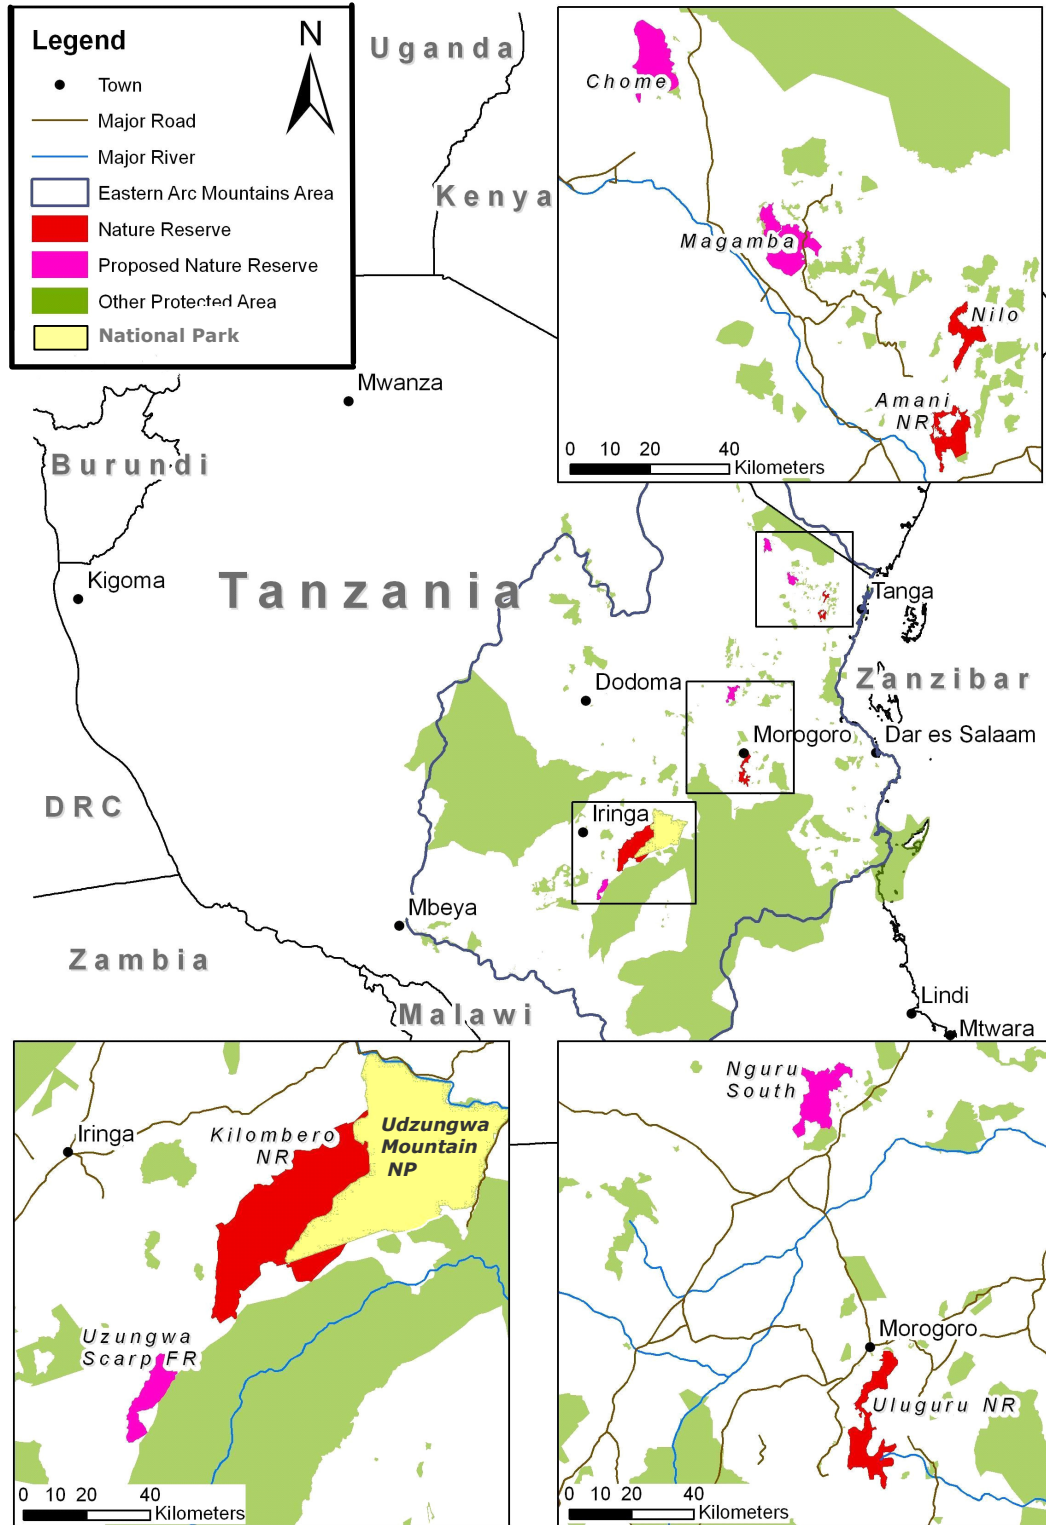 Legend
N
Town
Major Road
Major River
Eastern Arc Mountains Area
Nature Reserve
Proposed Nature Reserve
Other Protected Area
National Park
Uganda
Kenya
Chome
Magamba
Nilo
Amani
NR
0 20 40
Kilometers
Mwanza
Burundi
Kigoma
Tanzania
Tanga
Zanzibar
Dodoma
Morogoro
Dar es Salaam
DRC
Iringa
Mbeya
Zambia
Malawi
Lindi
Mtwara
Iringa
Kilombero
NR
Udzungwa
Mountain
NP
Uzungwa
Scarp FR
0 10 20 40
Kilometers
Nguru
South
Morogoro
Uluguru NR
0 10 20 40
Kilometers